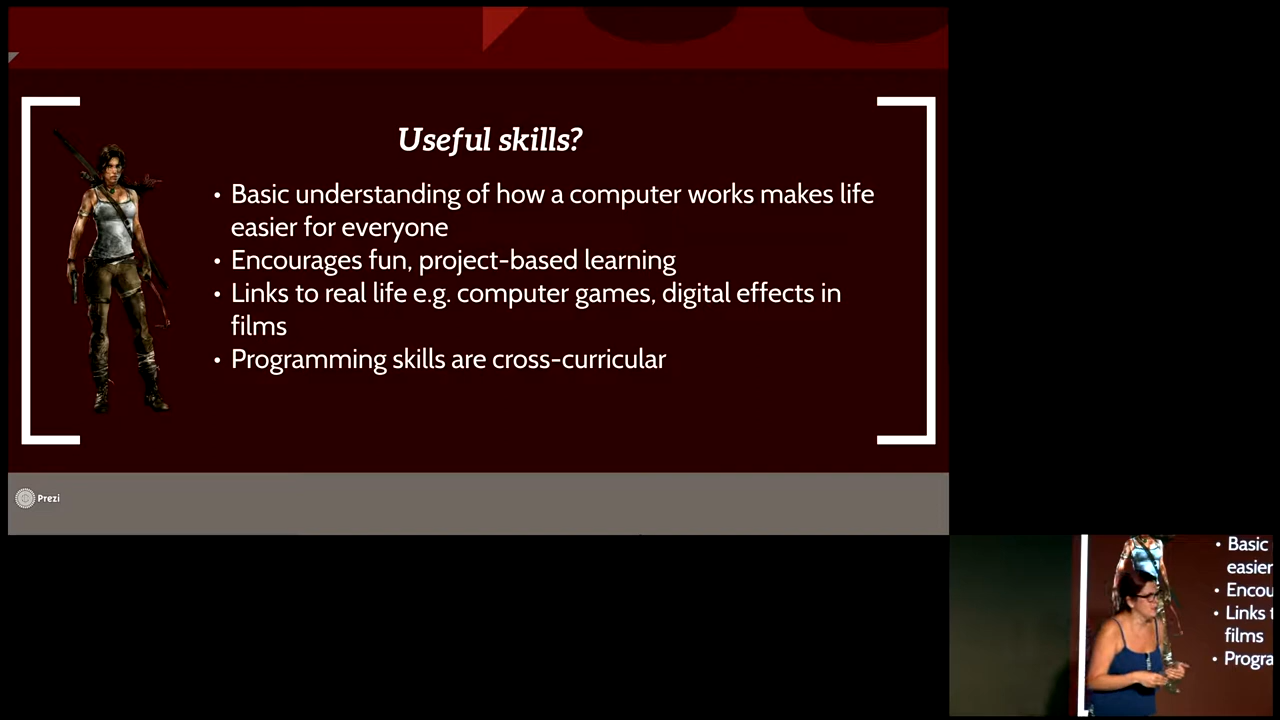 Useful skills?
• Basic understanding of how a computer works makes life
easier for everyone
• Encourages fun, project-based learning
• Links to real life e.g. computer games, digital effects in
films
• Programming skills are cross-curricular
Prezi
• Basic
easier
• Encou
• Links t
films
• Progra